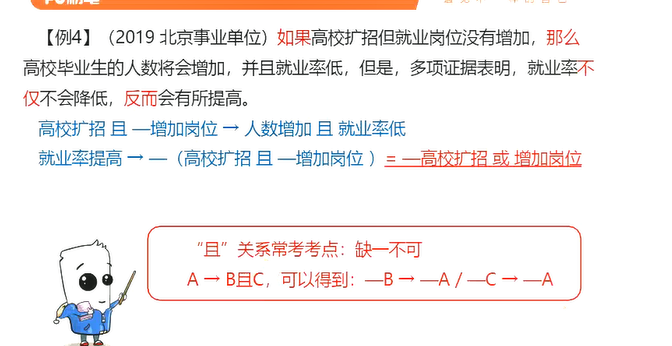 【例4】（2019 北京事业单位）如果高校扩招但就业岗位没有增加，那么
高校毕业生的人数将会增加，并且就业率低，但是，多项证据表明，就业率不
仅不会降低，反而会有所提高。
高校扩招 且 —增加岗位 → 人数增加 且 就业率低
就业率提高 → —（高校扩招 且 —增加岗位 ）= —高校扩招 或 增加岗位
“且”关系常考考点：缺一不可
A → B且C，可以得到：—B → —A / —C → —A